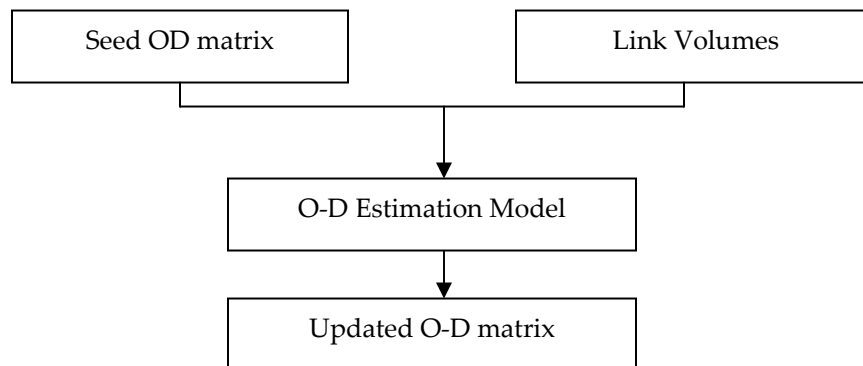 Seed OD matrix
Link Volumes
O-D Estimation Model
Updated O-D matrix